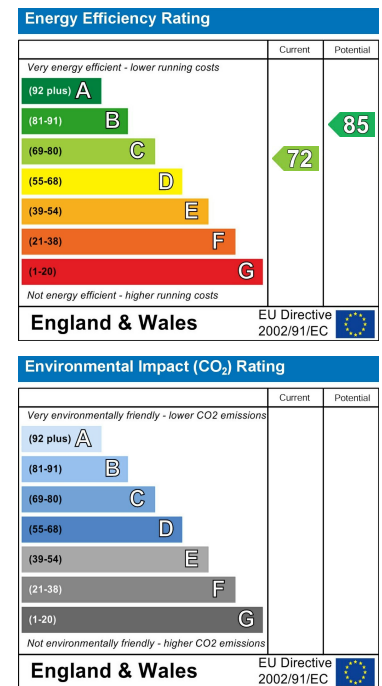 Energy Efficiency Rating
Current Potential
Very energy efficient - lower running costs
(92 plus) A
(81-91) B
85
(69-80) C
72
(55-68) D
(39-54) E
(21-38) F
(1-20) G
Not energy efficient - higher running costs
England & Wales
EU Directive
2002/91/EC
Environmental Impact (CO₂) Rating
Current Potential
Very environmentally friendly - lower CO2 emissions
(92 plus) A
(81-91) B
(69-80) C
(55-68) D
(39-54) E
(21-38) F
(1-20) G
Not environmentally friendly - higher CO2 emissions
England & Wales
EU Directive
2002/91/EC